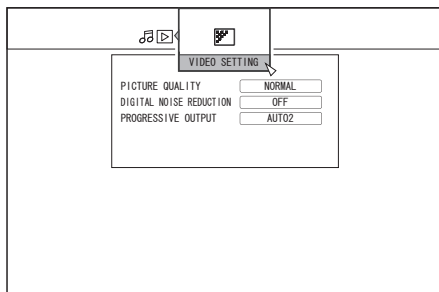 VIDEO SETTING
PICTURE QUALITY NORMAL
DIGITAL NOISE REDUCTION OFF
PROGRESSIVE OUTPUT AUTO2